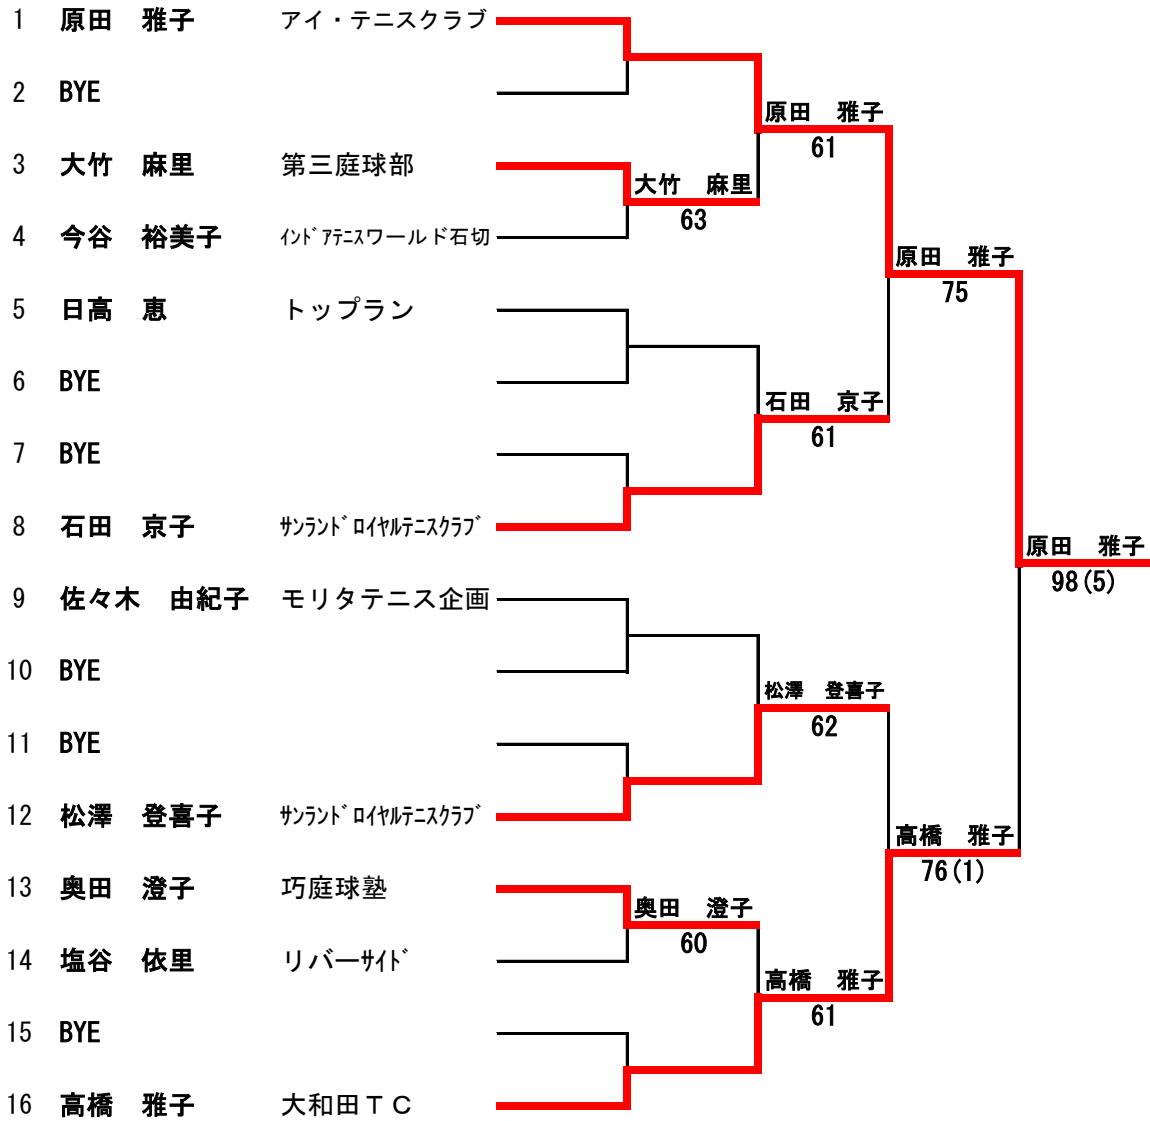 1 原田　雅子 アイ・テニスクラブ
2 BYE
原田　雅子
61
3 大竹　麻里 第三庭球部
大竹　麻里
63
4 今谷　裕美子 ｲﾝﾄﾞｱﾃﾆｽワールド石切
原田　雅子
75
5 日高　恵 トップラン
6 BYE
石田　京子
61
7 BYE
8 石田　京子 ｻﾝﾗﾝﾄﾞﾛｲﾔﾙﾃﾆｽｸﾗﾌﾞ
原田　雅子
98(5)
9 佐々木　由紀子 モリタテニス企画
10 BYE
松澤　登喜子
62
11 BYE
12 松澤　登喜子 ｻﾝﾗﾝﾄﾞﾛｲﾔﾙﾃﾆｽｸﾗﾌﾞ
高橋　雅子
76(1)
13 奥田　澄子 巧庭球塾
奥田　澄子
60
14 塩谷　依里 リバーｻｲﾄﾞ
高橋　雅子
61
15 BYE
16 高橋　雅子 大和田ＴＣ